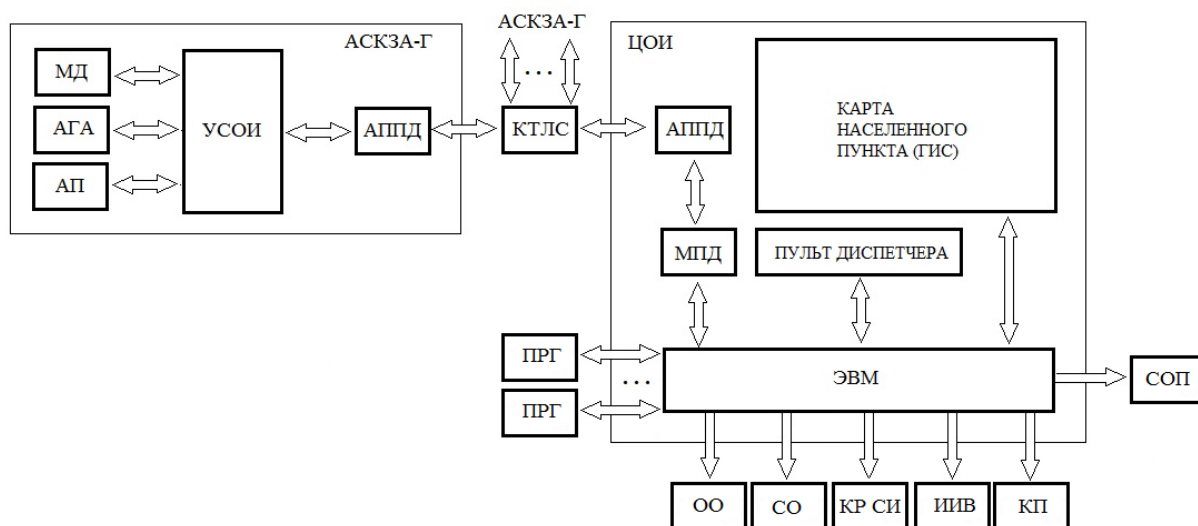 АСКЗА-Г
АСКЗА-Г
ЦОИ
МД
АГА
АП
УСОИ
АППД
КТЛС
...
АППД
КАРТА
НАСЕЛЕННОГО
ПУНКТА (ГИС)
МПД
ПУЛЬТ ДИСПЕТЧЕРА
ПРГ
...
ПРГ
ЭВМ
СОП
ОО
СО
КР СИ
ИИВ
КП